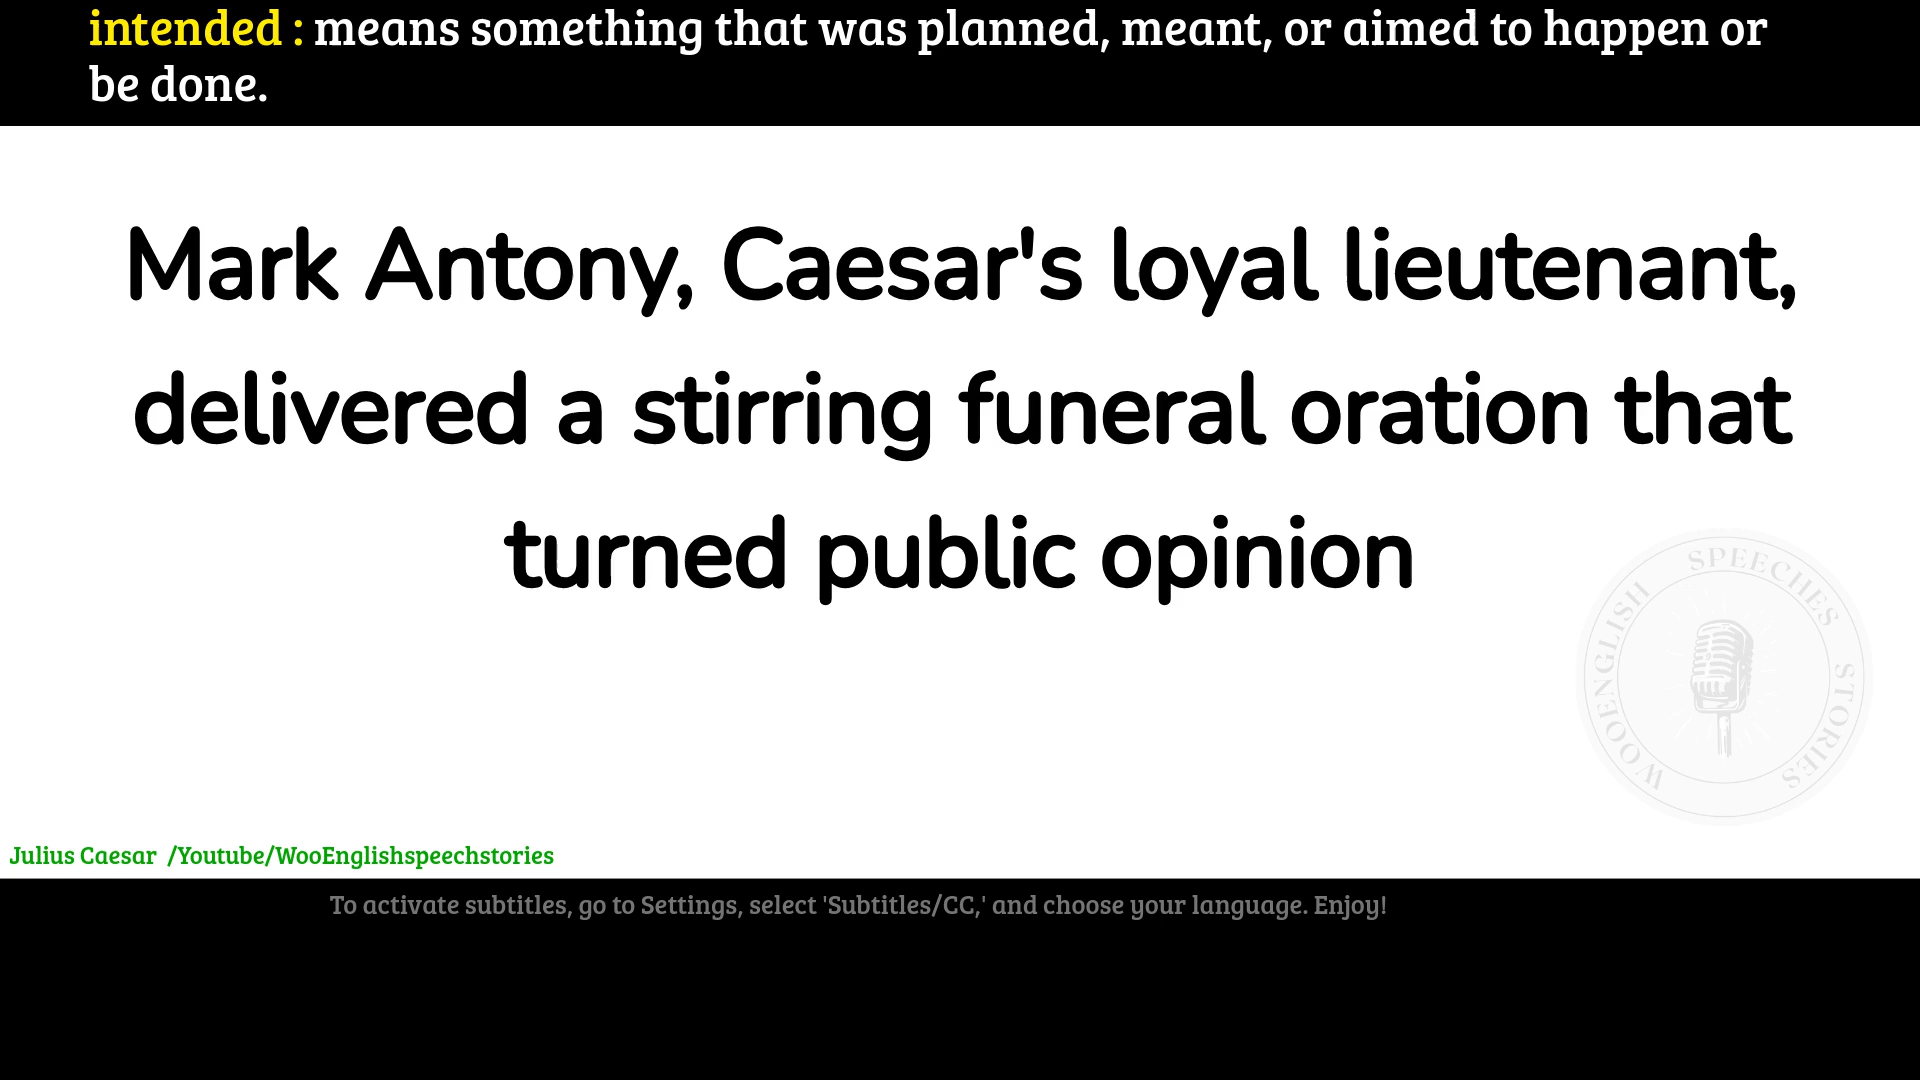 intended : means something that was planned, meant, or aimed to happen or
be done.
Mark Antony, Caesar's loyal lieutenant,
delivered a stirring funeral oration that
turned public opinion
WOOENGLISH SPEECHES STORIES
Julius Caesar /Youtube/WooEnglishspeechstories
To activate subtitles, go to Settings, select 'Subtitles/CC,' and choose your language. Enjoy!